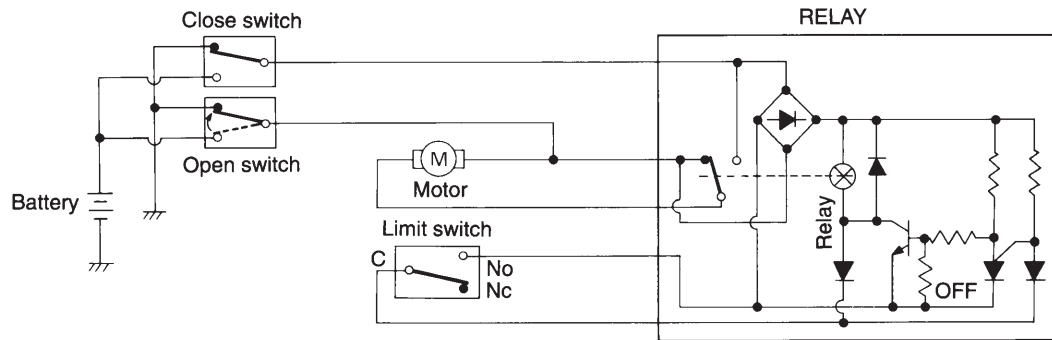 Close switch
RELAY
Open switch
M
Motor
Battery
Limit switch
C
No
Nc
Relay
OFF